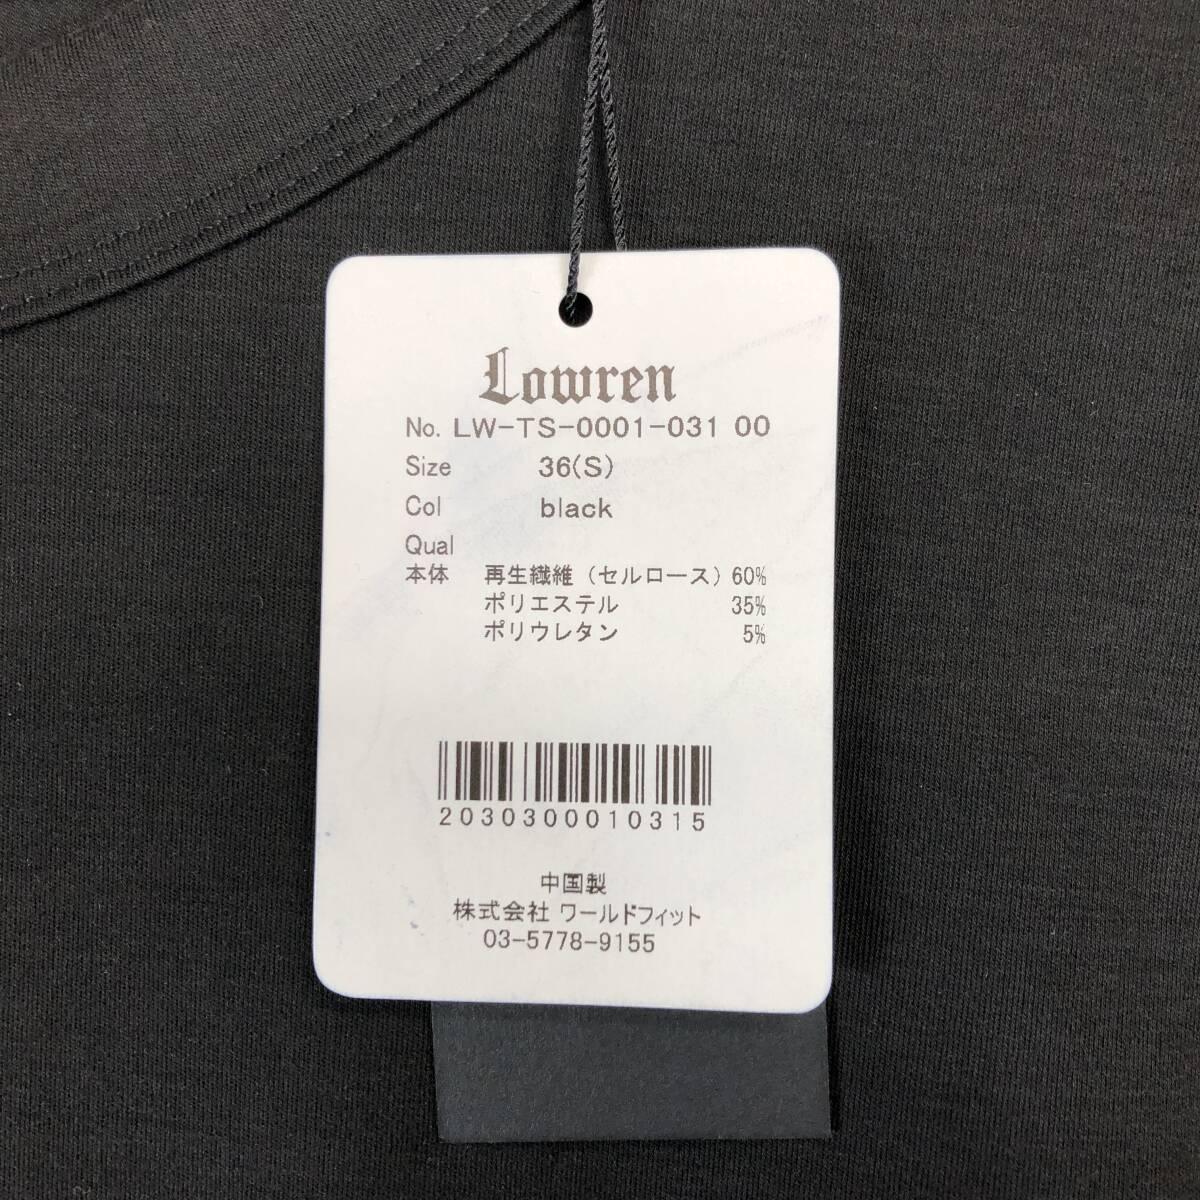 Lowren
No. LW-TS-0001-031 00
Size 36(S)
Col black
Qual
本体 再生繊維（セルロース）60%
ポリエステル 35%
ポリウレタン 5%
2030300010315
中国製
株式会社 ワールドフィット
03-5778-9155